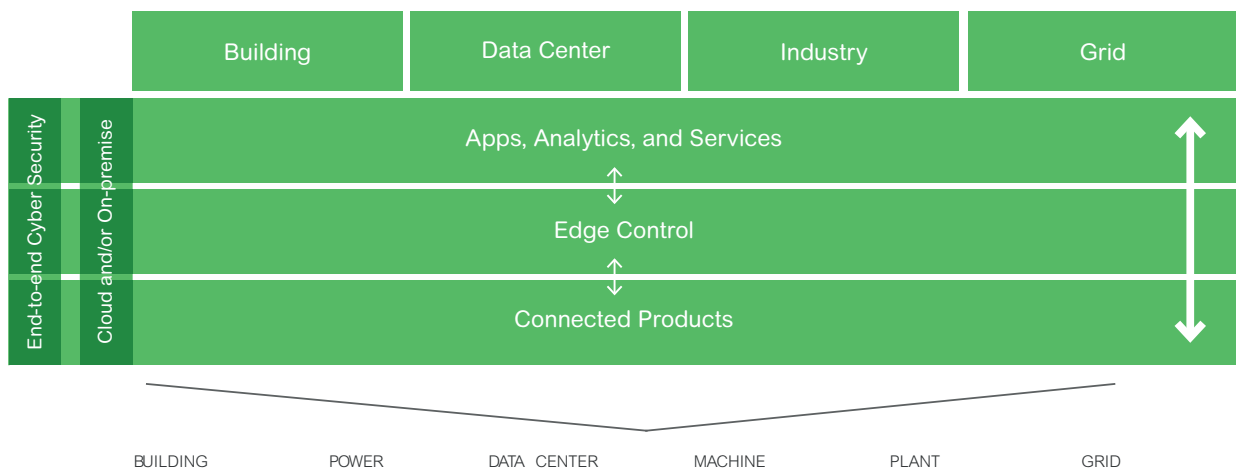 Building
Data Center
Industry
Grid
End-to-end Cyber Security
Cloud and/or On-premise
Apps, Analytics, and Services
Edge Control
Connected Products
BUILDING
POWER
DATA CENTER
MACHINE
PLANT
GRID